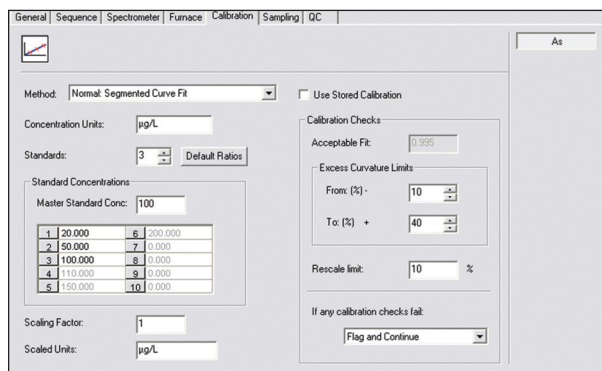 General Sequence Spectrometer Furnace Calibration Sampling QC
As
Method: Normal: Segmented Curve Fit
Use Stored Calibration
Concentration Units: µg/L
Calibration Checks
Acceptable Fit: 0.995
Standards: 3 Default Ratios
Excess Curvature Limits
Standard Concentrations
From: (%) - 10
Master Standard Conc: 100
To: (%) + 40
1 20.000 6 200.000
2 50.000 7 0.000
3 100.000 8 0.000
4 110.000 9 0.000
5 150.000 10 0.000
Rescale limit: 10 %
Scaling Factor: 1
If any calibration checks fail:
Flag and Continue
Scaled Units: µg/L